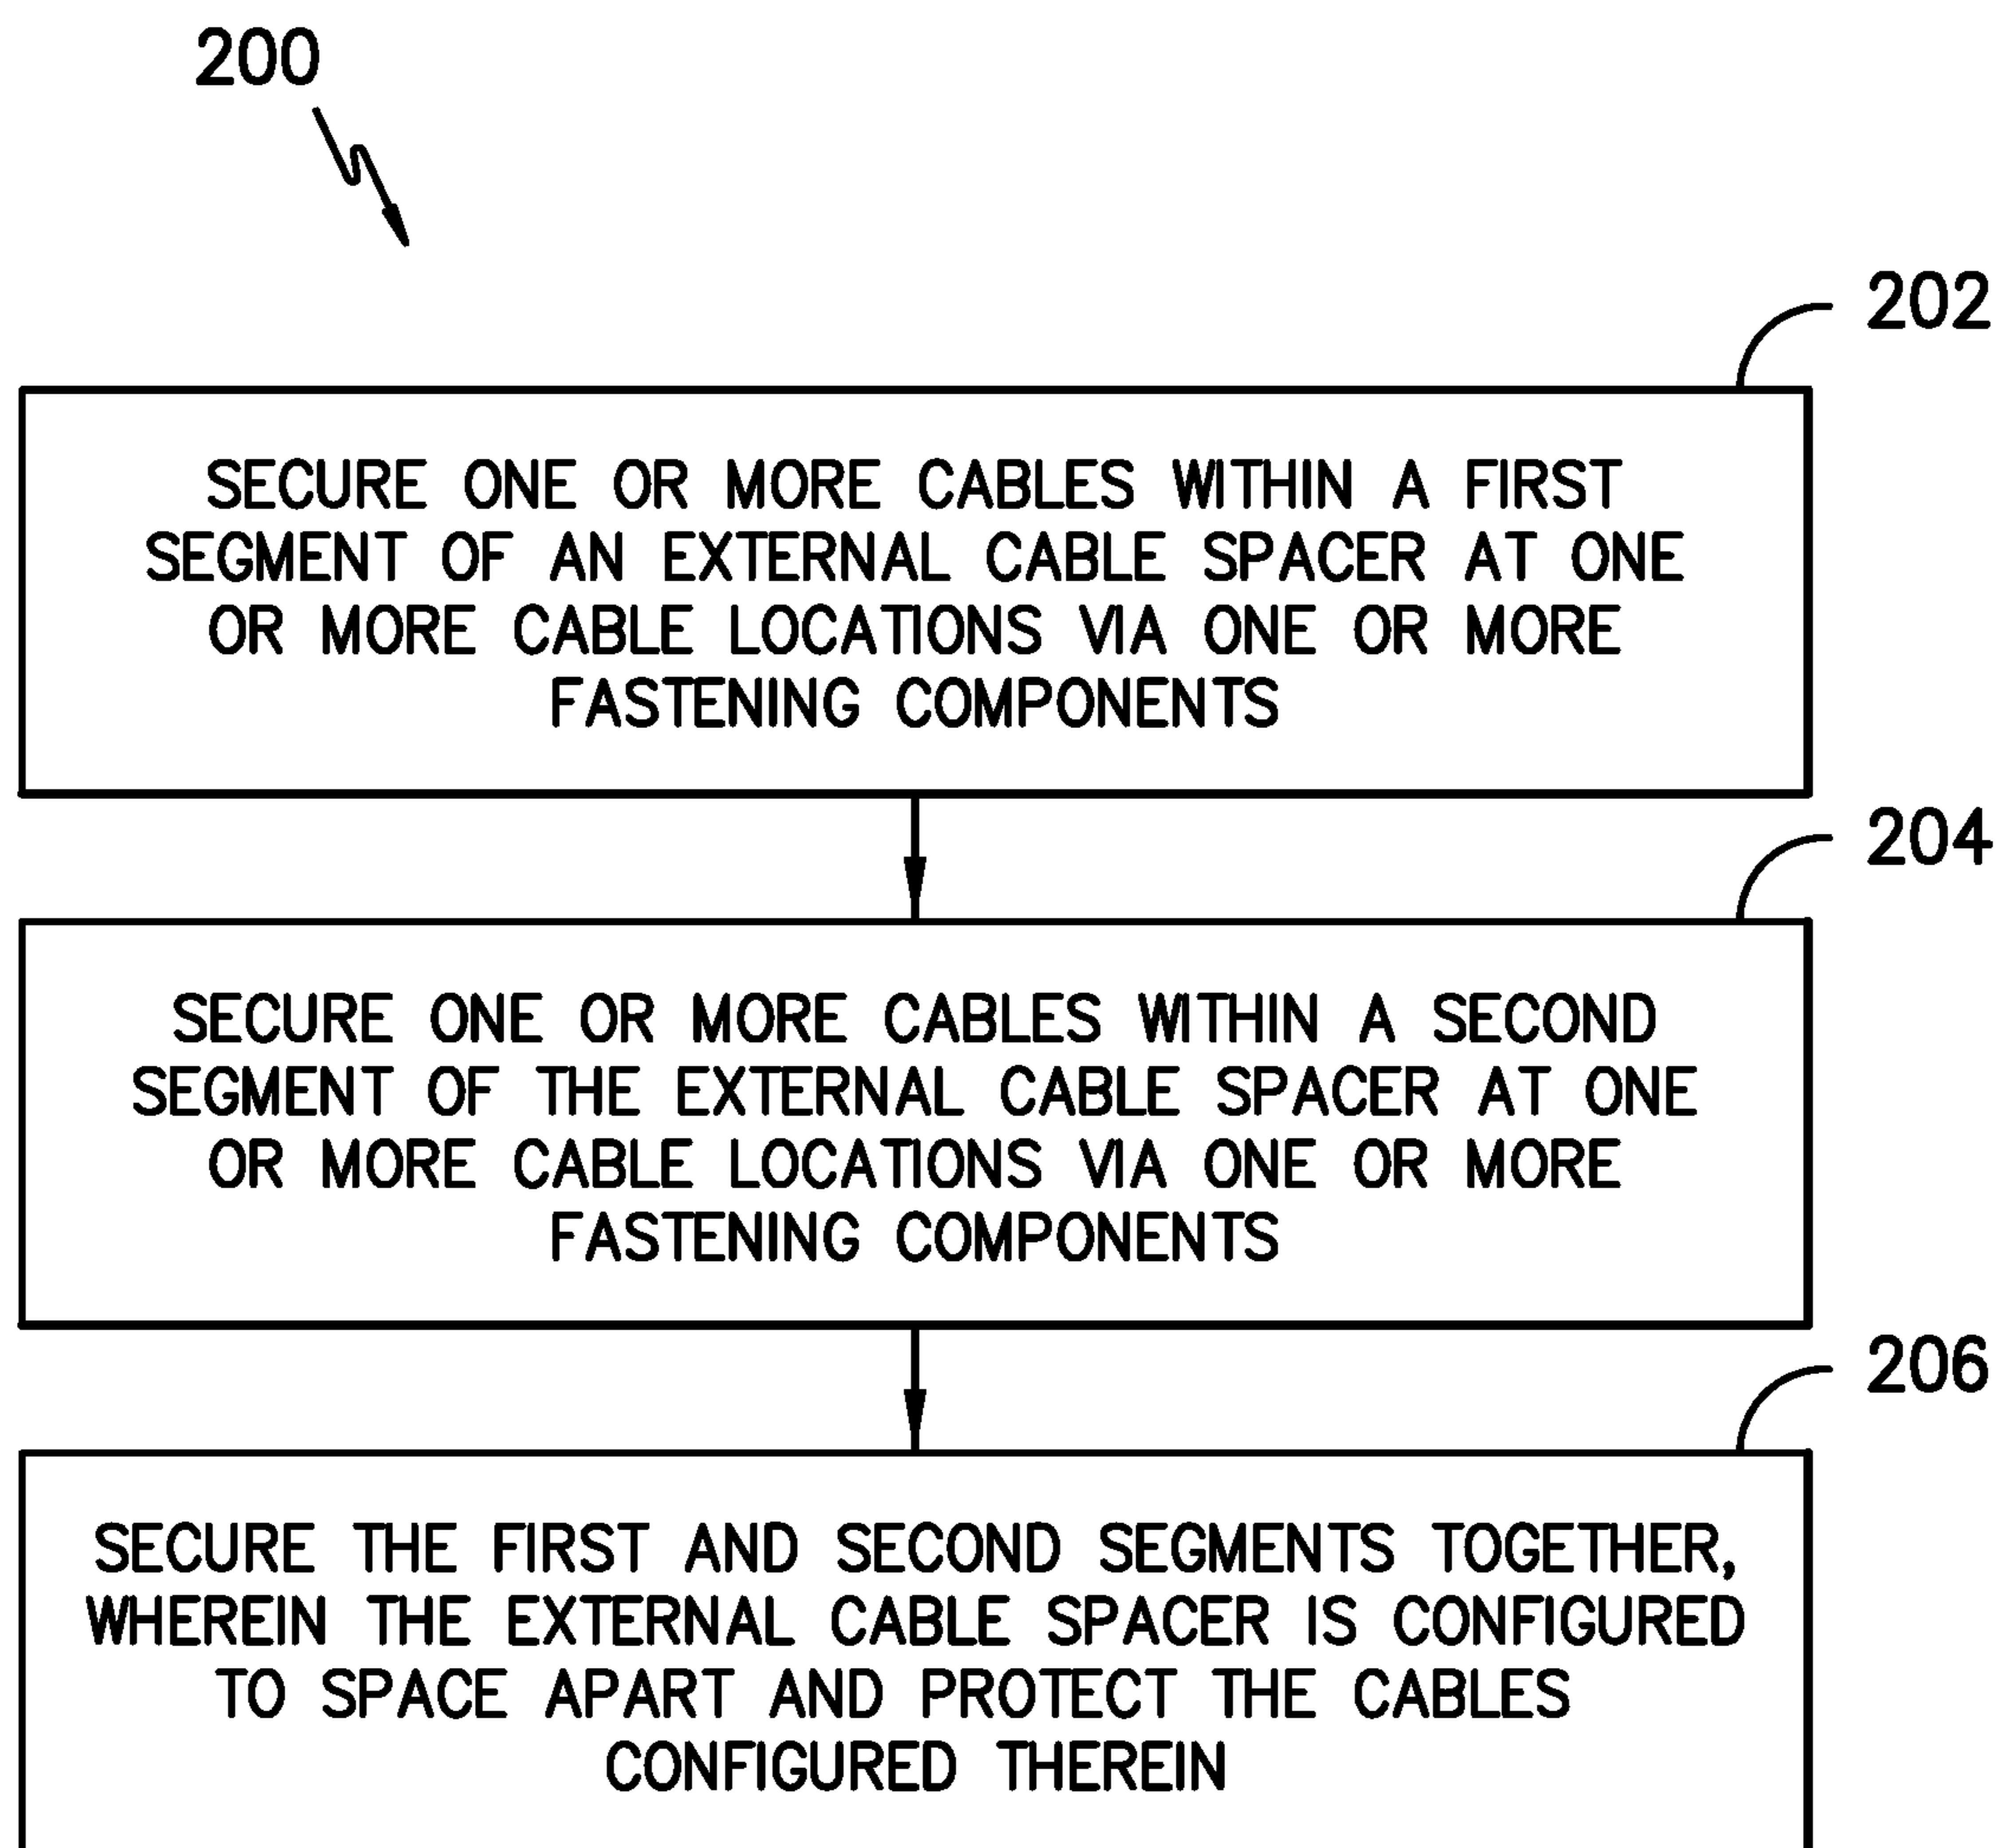 200
202
SECURE ONE OR MORE CABLES WITHIN A FIRST
SEGMENT OF AN EXTERNAL CABLE SPACER AT ONE
OR MORE CABLE LOCATIONS VIA ONE OR MORE
FASTENING COMPONENTS
204
SECURE ONE OR MORE CABLES WITHIN A SECOND
SEGMENT OF THE EXTERNAL CABLE SPACER AT ONE
OR MORE CABLE LOCATIONS VIA ONE OR MORE
FASTENING COMPONENTS
206
SECURE THE FIRST AND SECOND SEGMENTS TOGETHER,
WHEREIN THE EXTERNAL CABLE SPACER IS CONFIGURED
TO SPACE APART AND PROTECT THE CABLES
CONFIGURED THEREIN